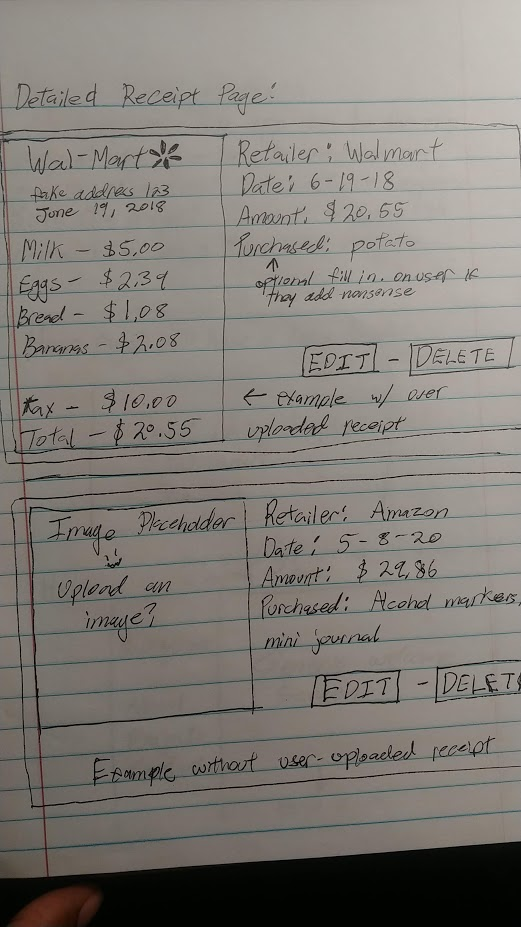 Detailed Receipt Page:
Wal-Mart
fake address 123
June 19, 2018
Milk - $5.00
Eggs - $2.39
Bread - $1.08
Bananas - $2.08
Tax - $10.00
Total - $20.55
Retailer: Walmart
Date: 6-19-18
Amount: $20.55
Purchased: potato
↑
optional fill in. on user if
they add nonsense
EDIT - DELETE
← example w/ over
uploaded receipt
Image Placeholder
Upload an
image?
Retailer: Amazon
Date: 5-8-20
Amount: $29.86
Purchased: Alcohol markers,
mini journal
EDIT - DELETE
Example without user-uploaded receipt